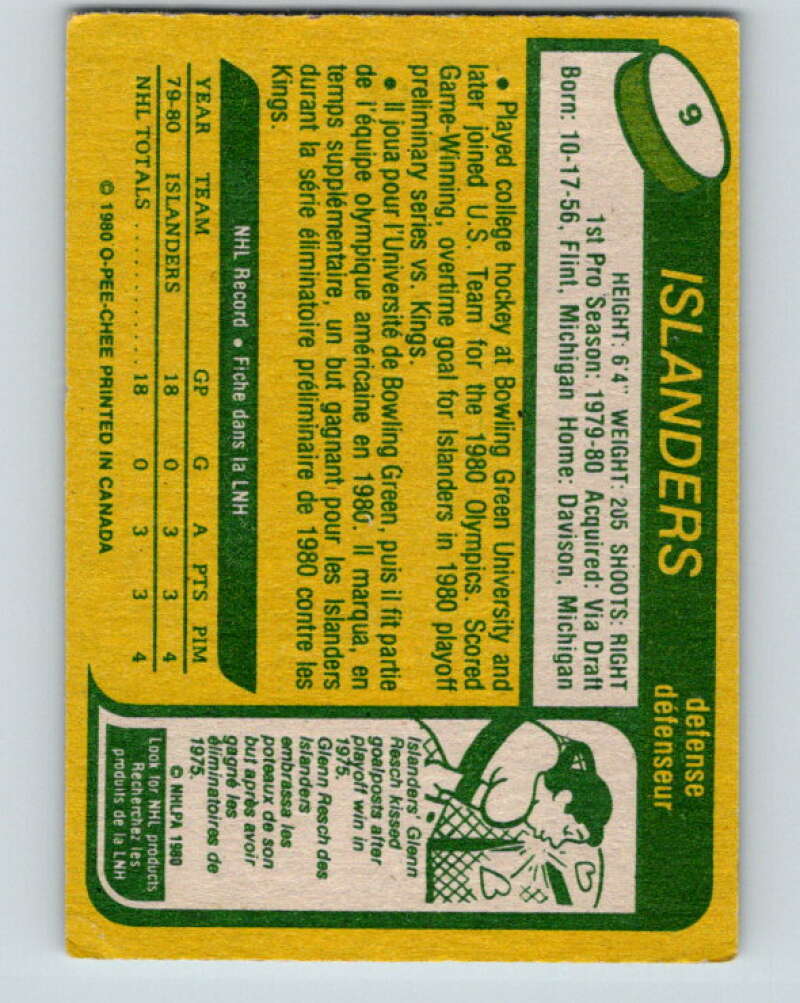 9
ISLANDERS
defense
défenseur
HEIGHT: 6'4" WEIGHT: 205 SHOOTS: RIGHT
1st Pro Season: 1979-80 Acquired: Via Draft
Born: 10-17-56, Flint, Michigan Home: Davison, Michigan
• Played college hockey at Bowling Green University and
later joined U.S. Team for the 1980 Olympics. Scored
Game-Winning, overtime goal for Islanders in 1980 playoff
preliminary series vs. Kings.
• Il joua pour l'Université de Bowling Green, puis il fit partie
de l'équipe olympique américaine en 1980. Il marqua, en
temps supplémentaire, un but gagnant pour les Islanders
durant la série éliminatoire préliminaire de 1980 contre les
Kings.
NHL Record • Fiche dans la LNH
YEAR TEAM GP G A PTS PIM
79-80 ISLANDERS 18 0 3 3 4
NHL TOTALS .......... 18 0 3 3 4
© 1980 O-PEE-CHEE PRINTED IN CANADA
Islanders' Glenn
Resch kissed
goalposts after
playoff win in
1975.
Glenn Resch des
Islanders
embrassa les
poteaux de son
but après avoir
gagné les
éliminatoires de
1975.
© NHLPA 1980
Look for NHL products
Recherchez les
produits de la LNH